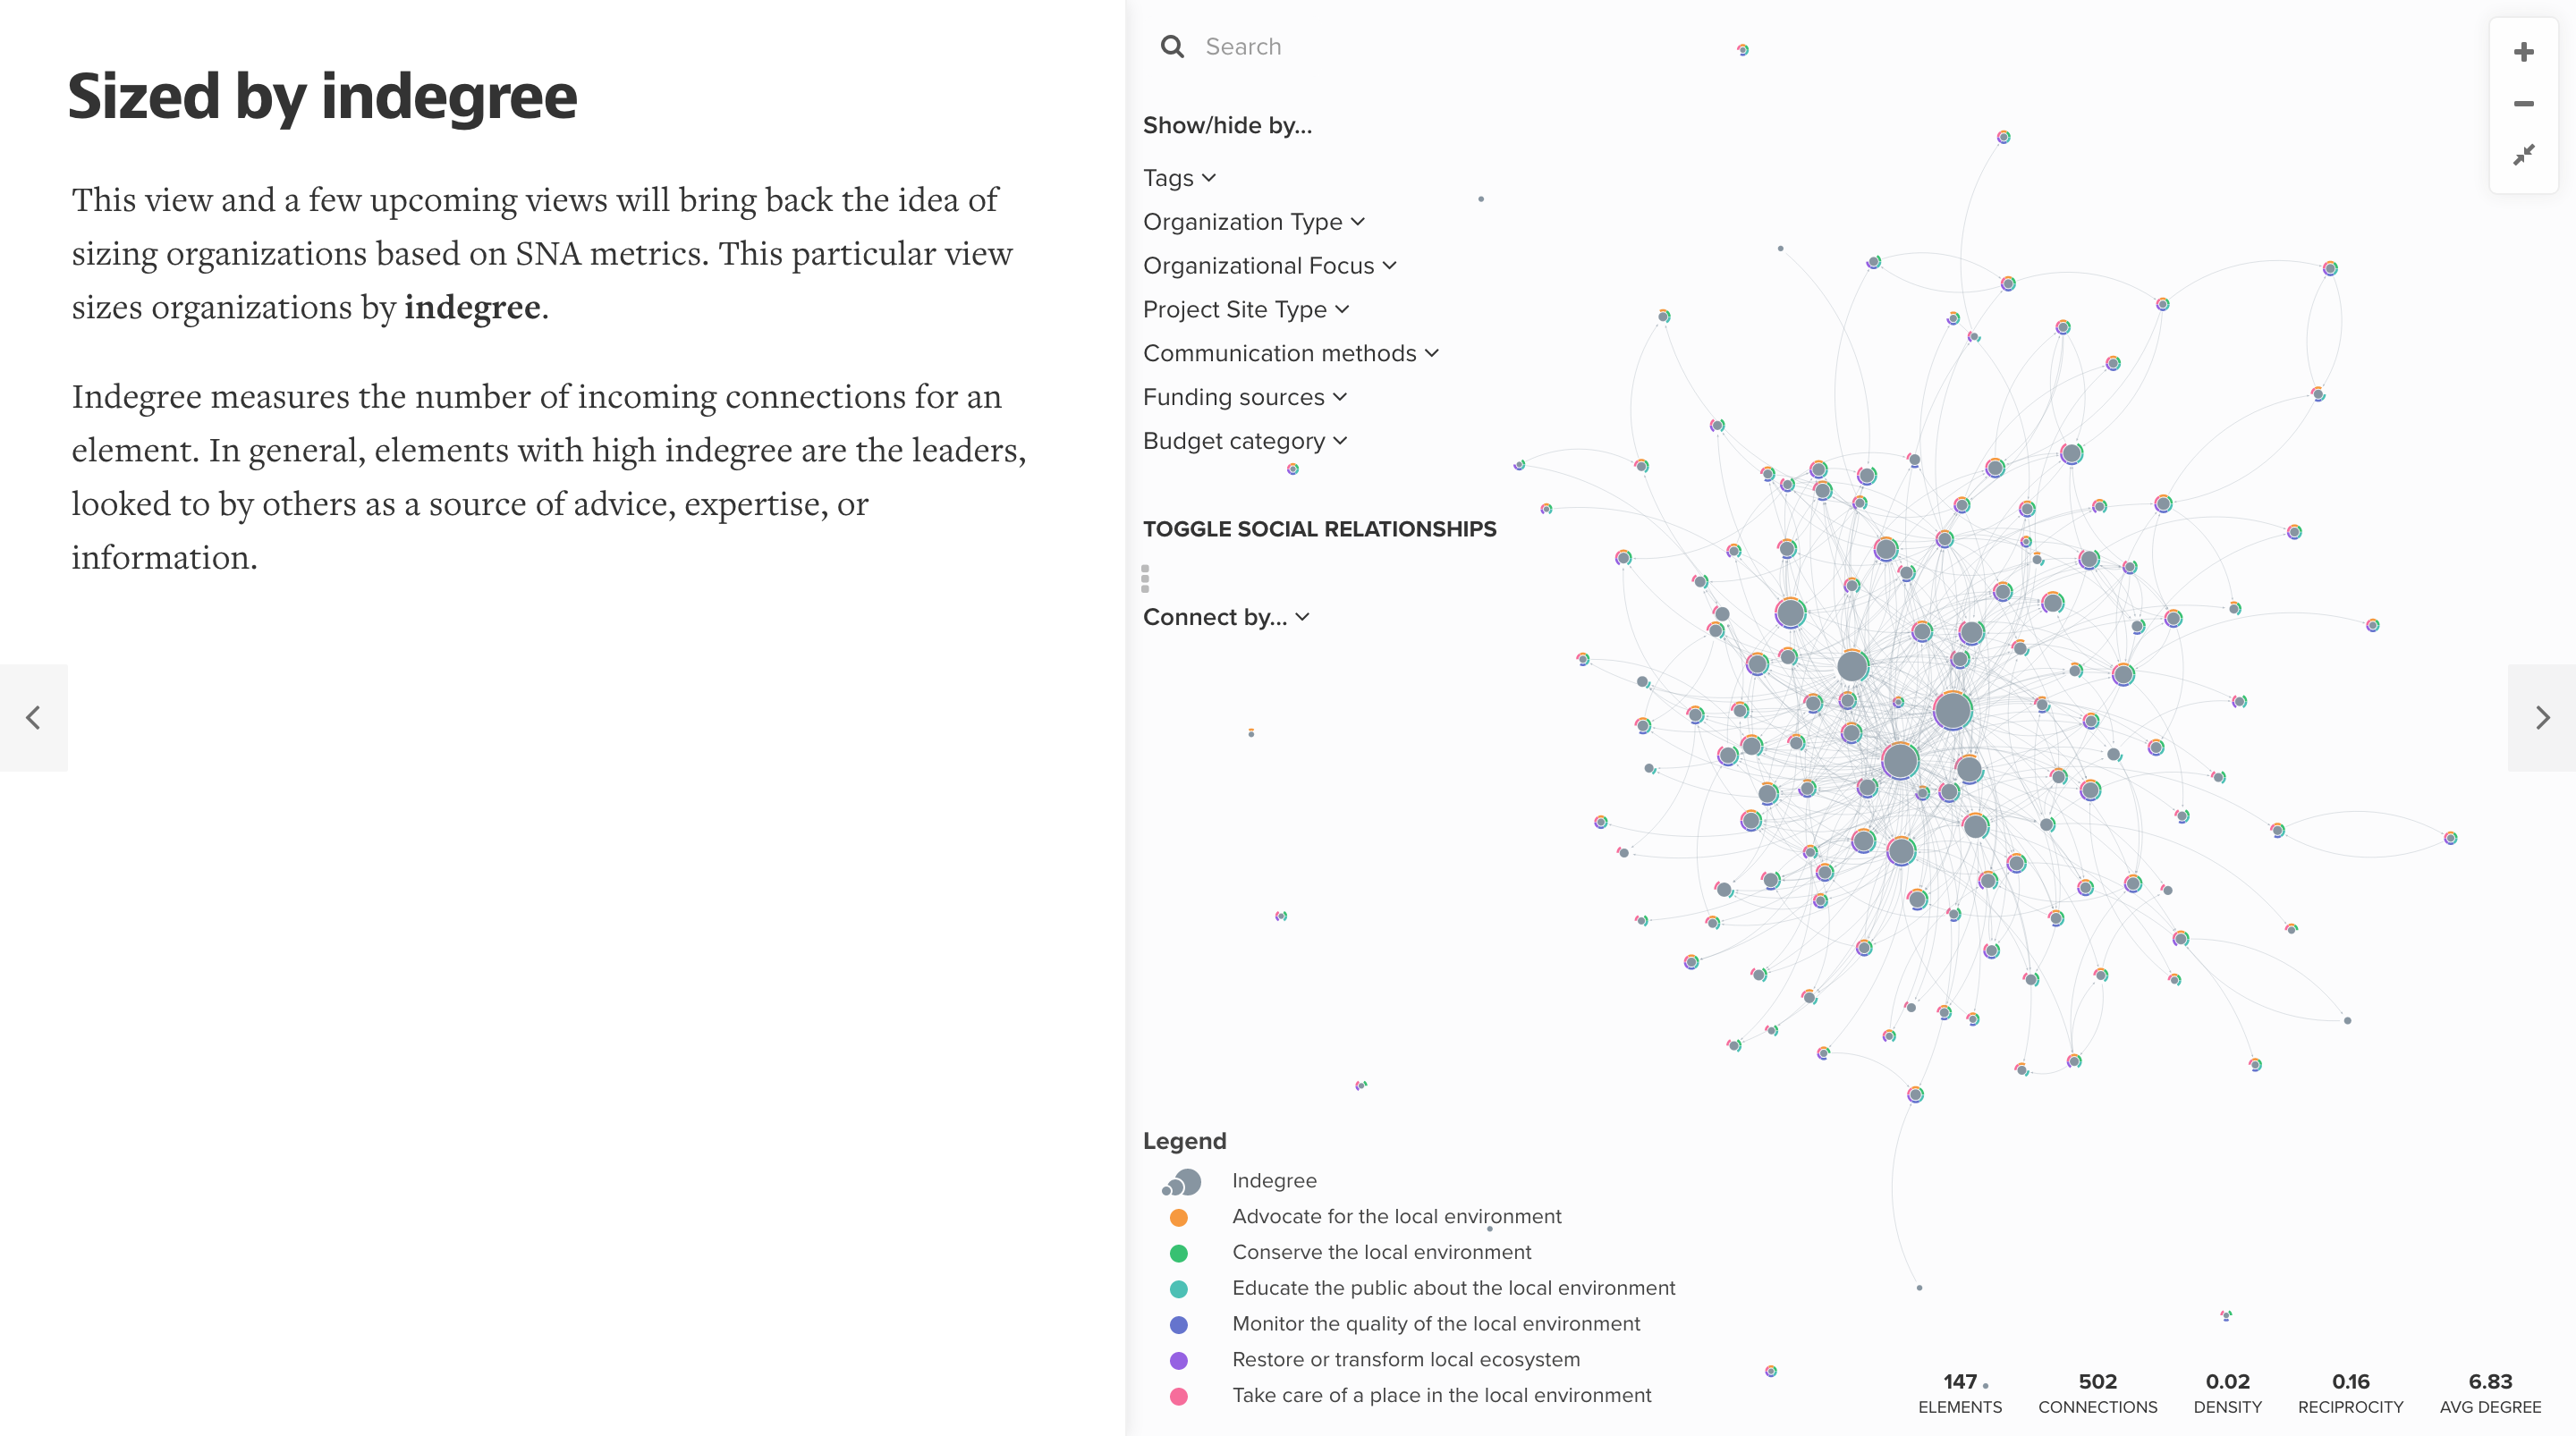 Sized by indegree
This view and a few upcoming views will bring back the idea of
sizing organizations based on SNA metrics. This particular view
sizes organizations by indegree.
Indegree measures the number of incoming connections for an
element. In general, elements with high indegree are the leaders,
looked to by others as a source of advice, expertise, or
information.
Search
Show/hide by...
Tags
Organization Type
Organizational Focus
Project Site Type
Communication methods
Funding sources
Budget category
TOGGLE SOCIAL RELATIONSHIPS
Connect by...
Legend
Indegree
Advocate for the local environment
Conserve the local environment
Educate the public about the local environment
Monitor the quality of the local environment
Restore or transform local ecosystem
Take care of a place in the local environment
147 502 0.02 0.16 6.83
ELEMENTS CONNECTIONS DENSITY RECIPROCITY AVG DEGREE